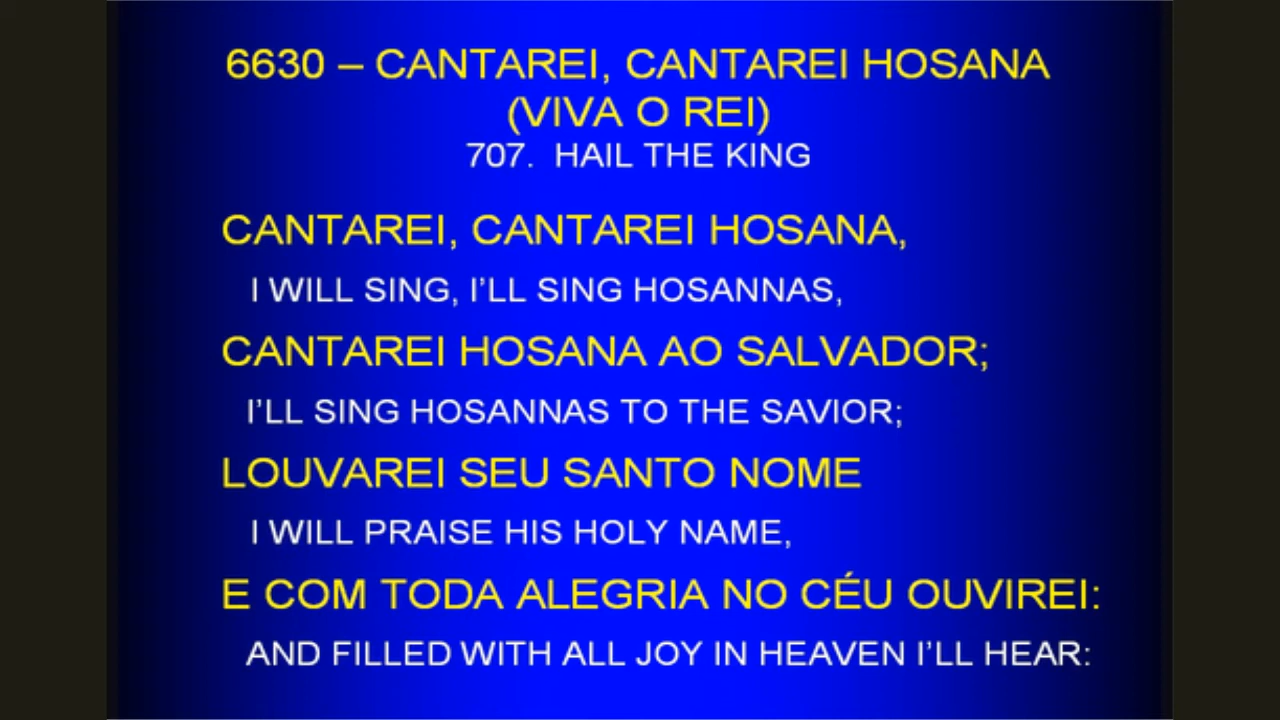 6630 – CANTAREI, CANTAREI HOSANA
(VIVA O REI)
707.  HAIL THE KING
CANTAREI, CANTAREI HOSANA,
I WILL SING, I’LL SING HOSANNAS,
CANTAREI HOSANA AO SALVADOR;
I’LL SING HOSANNAS TO THE SAVIOR;
LOUVAREI SEU SANTO NOME
I WILL PRAISE HIS HOLY NAME,
E COM TODA ALEGRIA NO CÉU OUVIREI:
AND FILLED WITH ALL JOY IN HEAVEN I’LL HEAR: